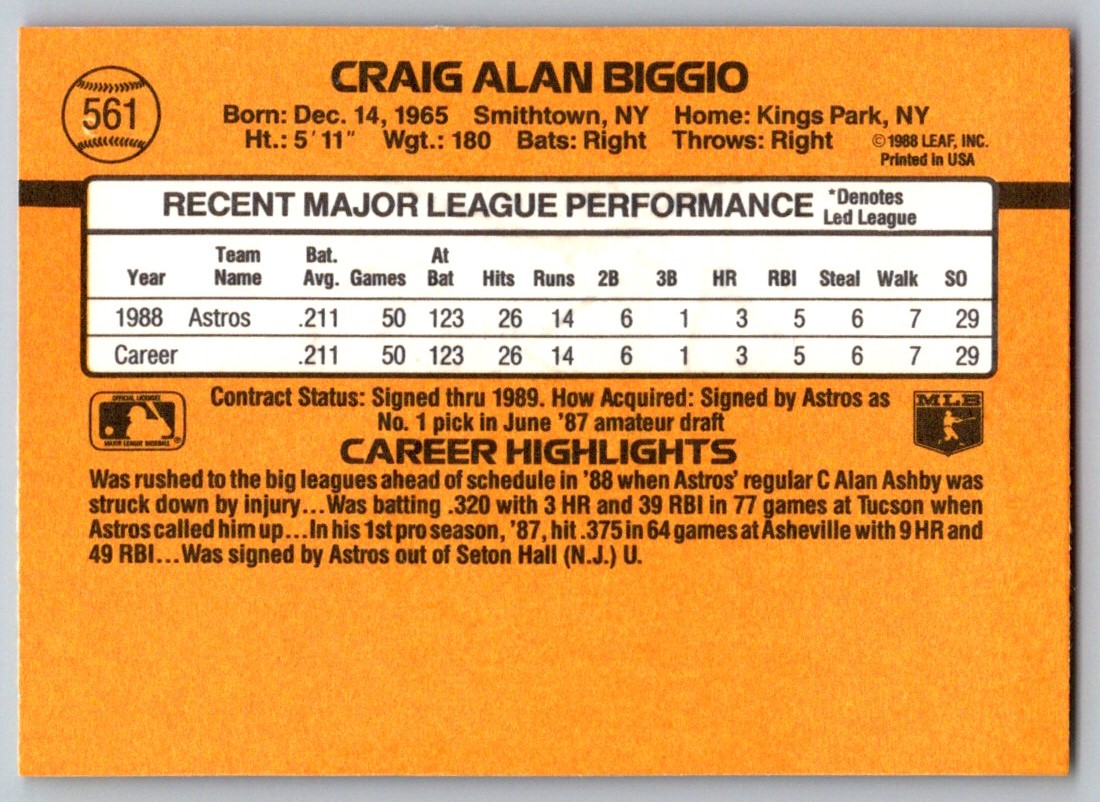 561
CRAIG ALAN BIGGIO
Born: Dec. 14, 1965 Smithtown, NY Home: Kings Park, NY
Ht.: 5' 11" Wgt.: 180 Bats: Right Throws: Right
©1988 LEAF, INC.
Printed in USA
RECENT MAJOR LEAGUE PERFORMANCE *Denotes Led League
Year Team Name Bat. Avg. Games At Bat Hits Runs 2B 3B HR RBI Steal Walk SO
1988 Astros .211 50 123 26 14 6 1 3 5 6 7 29
Career .211 50 123 26 14 6 1 3 5 6 7 29
OFFICIAL LICENSEE
MAJOR LEAGUE BASEBALL
®
Contract Status: Signed thru 1989. How Acquired: Signed by Astros as
No. 1 pick in June '87 amateur draft
MLB
CAREER HIGHLIGHTS
Was rushed to the big leagues ahead of schedule in '88 when Astros' regular C Alan Ashby was
struck down by injury...Was batting .320 with 3 HR and 39 RBI in 77 games at Tucson when
Astros called him up...In his 1st pro season, '87, hit .375 in 64 games at Asheville with 9 HR and
49 RBI...Was signed by Astros out of Seton Hall (N.J.) U.